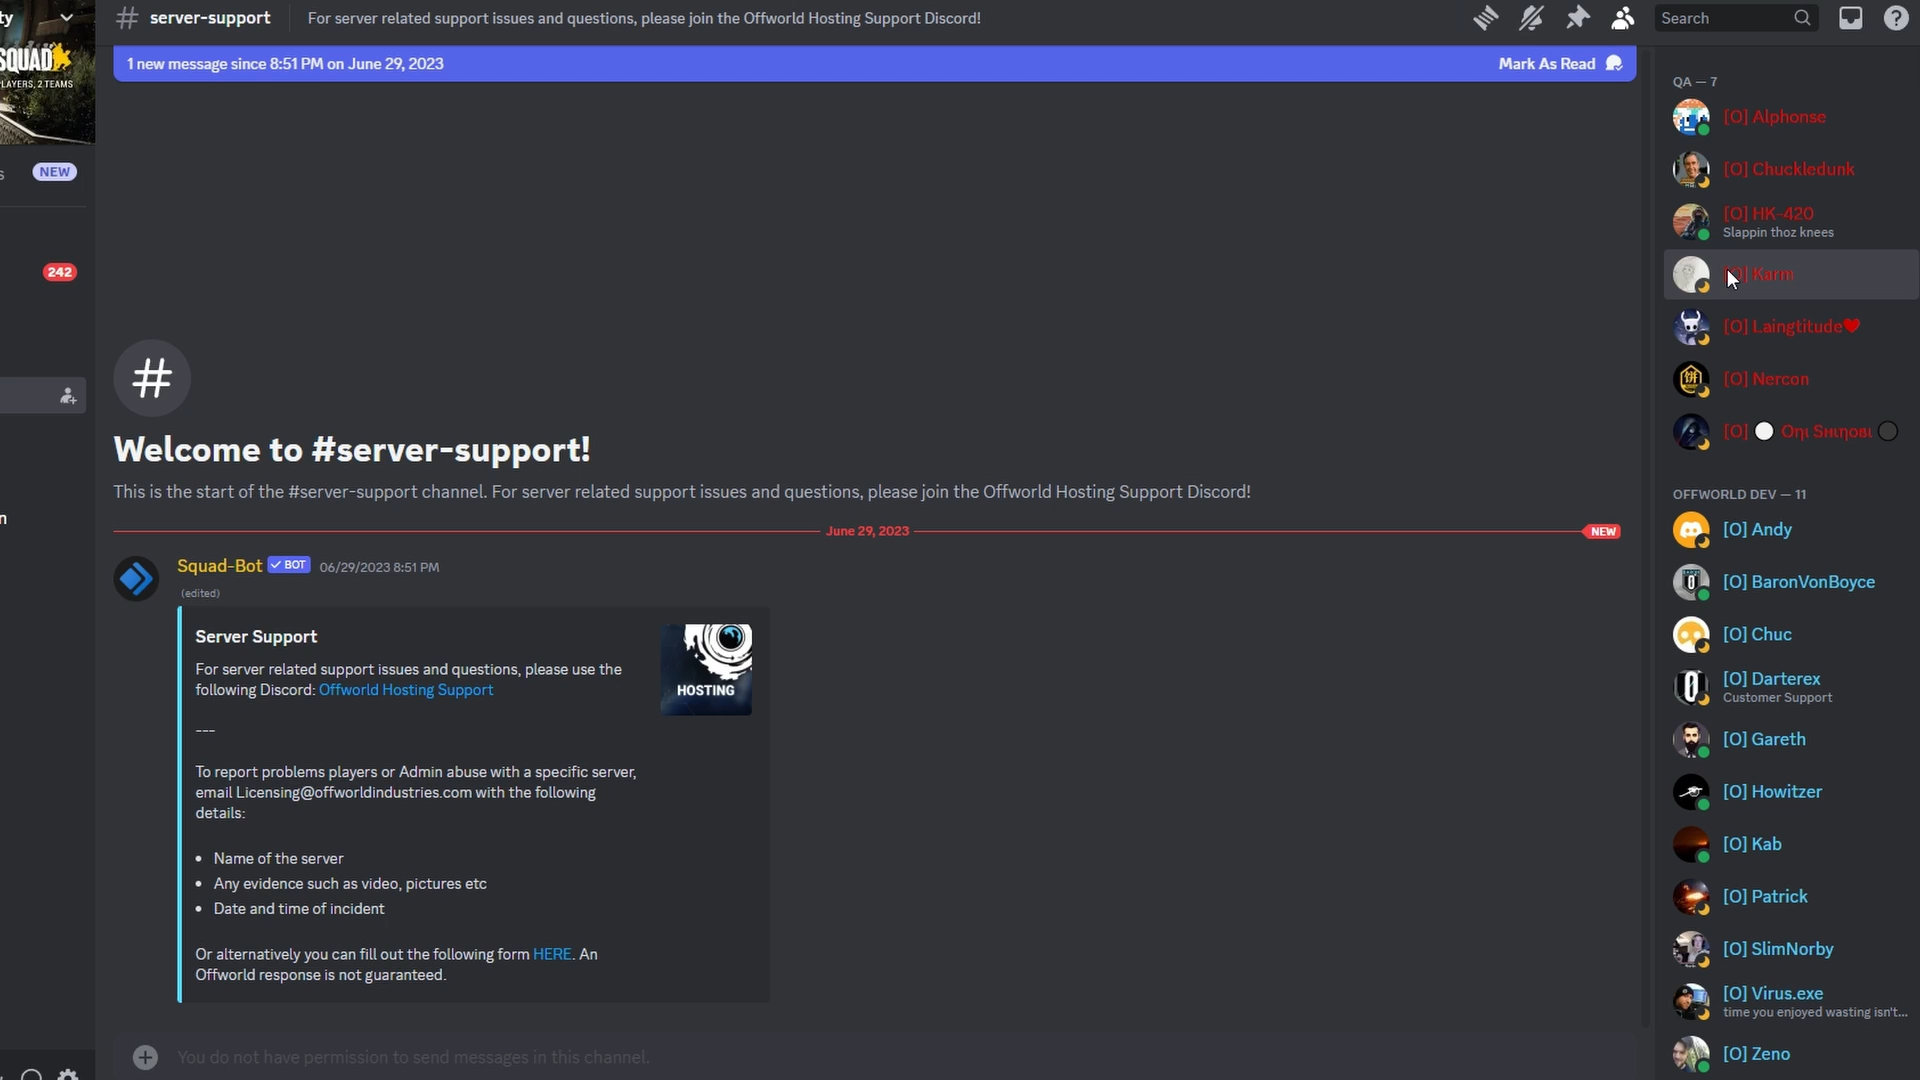 ty
SQUAD
LAYERS, 2 TEAMS
s
NEW
242
n
server-support
For server related support issues and questions, please join the Offworld Hosting Support Discord!
Search
1 new message since 8:51 PM on June 29, 2023
Mark As Read
#
Welcome to #server-support!
This is the start of the #server-support channel. For server related support issues and questions, please join the Offworld Hosting Support Discord!
June 29, 2023
NEW
Squad-Bot
BOT
06/29/2023 8:51 PM
(edited)
Server Support
For server related support issues and questions, please use the
following Discord: Offworld Hosting Support
HOSTING
---
To report problems players or Admin abuse with a specific server,
email Licensing@offworldindustries.com with the following
details:
• Name of the server
• Any evidence such as video, pictures etc
• Date and time of incident
Or alternatively you can fill out the following form HERE. An
Offworld response is not guaranteed.
You do not have permission to send messages in this channel.
QA — 7
[O] Alphonse
[O] Chuckledunk
[O] HK-420
Slappin thoz knees
[O] Karm
[O] Laingtitude❤
[O] Nercon
[O] ⚪ Oηι Sнιηoвι ⚫
OFFWORLD DEV — 11
[O] Andy
[O] BaronVonBoyce
[O] Chuc
[O] Darterex
Customer Support
[O] Gareth
[O] Howitzer
[O] Kab
[O] Patrick
[O] SlimNorby
[O] Virus.exe
time you enjoyed wasting isn't...
[O] Zeno